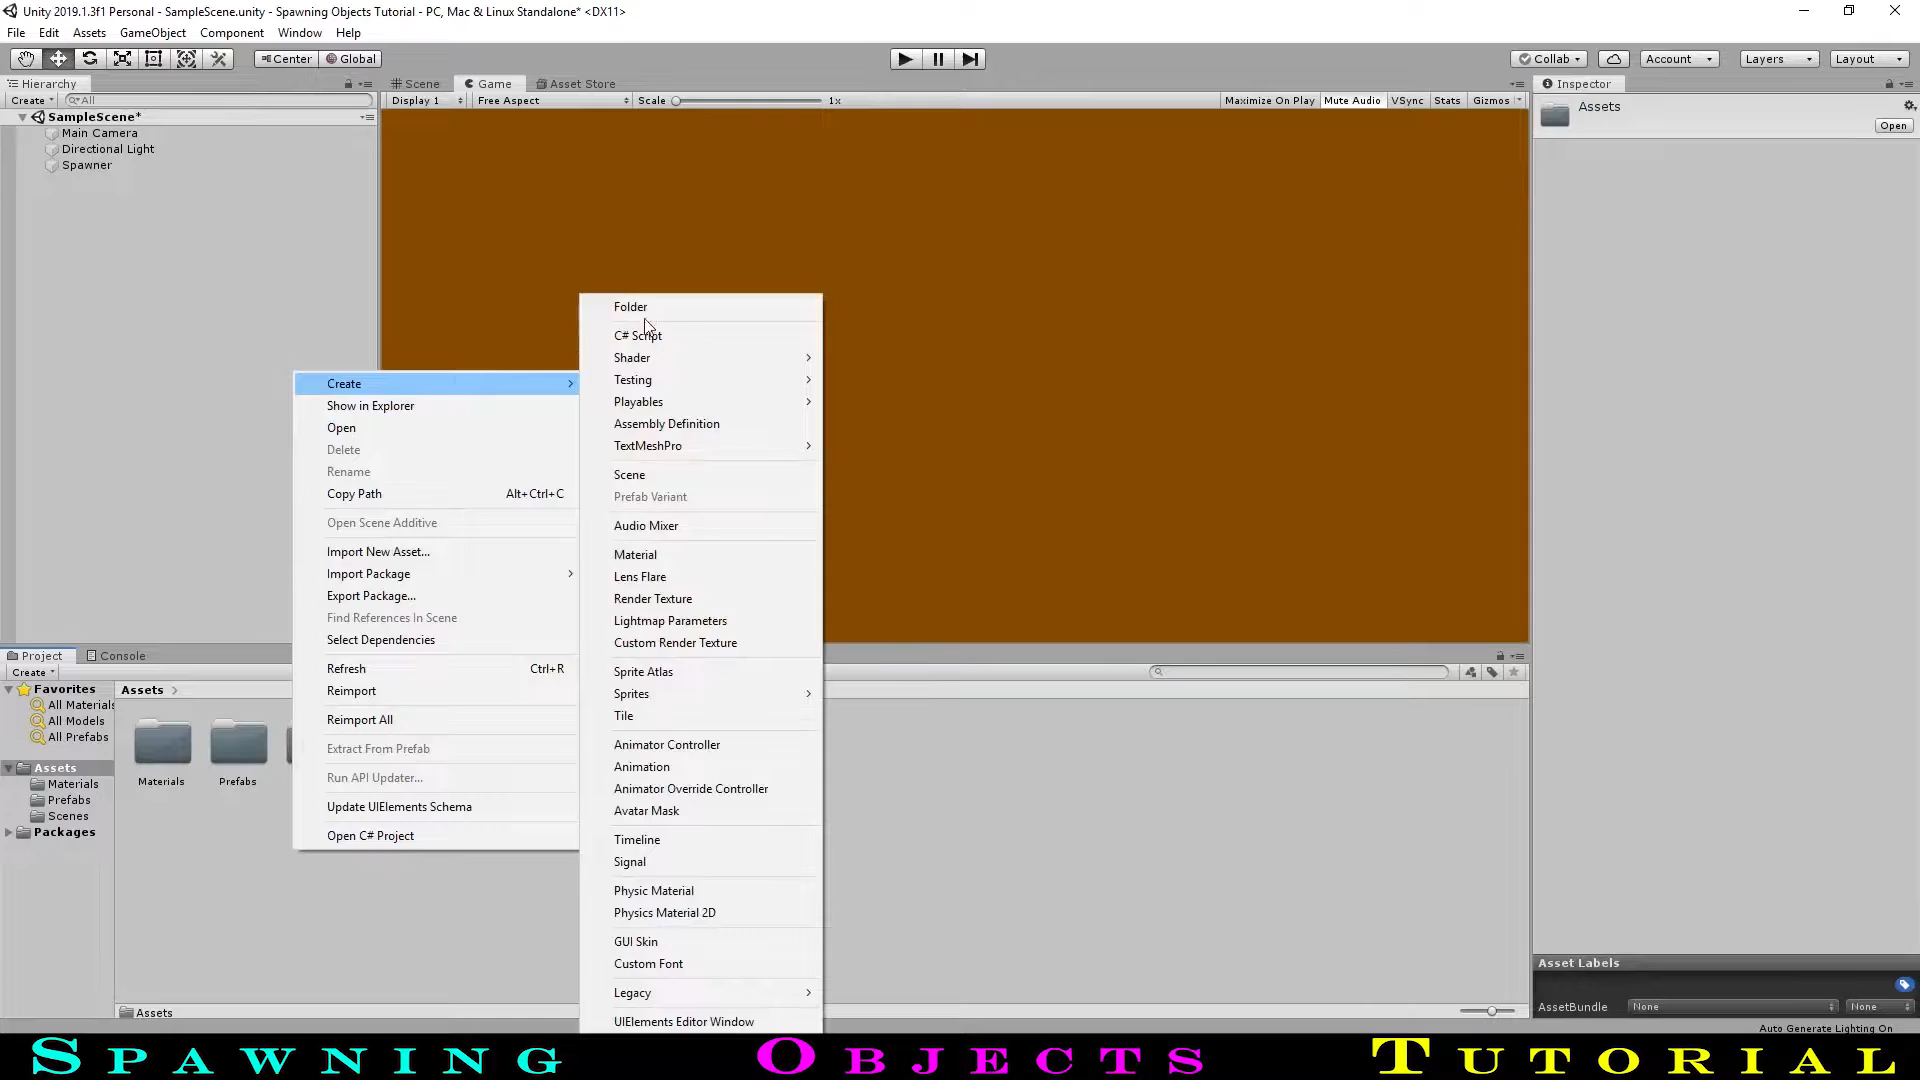 Unity 2019.1.3f1 Personal - SampleScene.unity - Spawning Objects Tutorial - PC, Mac & Linux Standalone* <DX11>
File Edit Assets GameObject Component Window Help
Center Global Collab Account Layers Layout
Hierarchy Scene Game Asset Store Inspector
Create All Display 1 Free Aspect Scale 1x Maximize On Play Mute Audio VSync Stats Gizmos
Assets
Open
SampleScene*
Main Camera
Directional Light
Spawner
Create
Show in Explorer
Open
Delete
Rename
Copy Path Alt+Ctrl+C
Open Scene Additive
Import New Asset...
Import Package
Export Package...
Find References In Scene
Select Dependencies
Refresh Ctrl+R
Reimport
Reimport All
Extract From Prefab
Run API Updater...
Update UIElements Schema
Open C# Project
Folder
C# Script
Shader
Testing
Playables
Assembly Definition
TextMeshPro
Scene
Prefab Variant
Audio Mixer
Material
Lens Flare
Render Texture
Lightmap Parameters
Custom Render Texture
Sprite Atlas
Sprites
Tile
Animator Controller
Animation
Animator Override Controller
Avatar Mask
Timeline
Signal
Physic Material
Physics Material 2D
GUI Skin
Custom Font
Legacy
UIElements Editor Window
Project Console
Create
Favorites
All Materials
All Models
All Prefabs
Assets
Materials
Prefabs
Scenes
Packages
Assets
Materials Prefabs
Assets
Asset Labels
AssetBundle None None
Auto Generate Lighting On
SPAWNING OBJECTS TUTORIAL